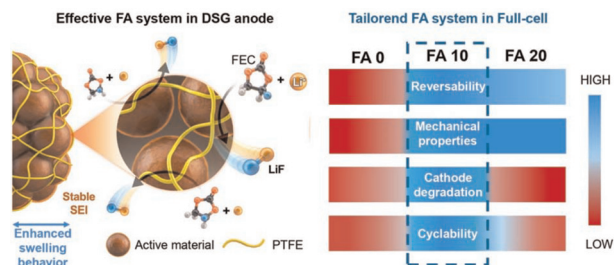 Effective FA system in DSG anode
FEC
+
+ Li
LiF
Stable
SEI
+
Enhanced
swelling
behavior
Active material
PTFE
Tailorend FA system in Full-cell
FA 0
FA 10
FA 20
Reversability
Mechanical
properties
Cathode
degradation
Cyclability
HIGH
LOW